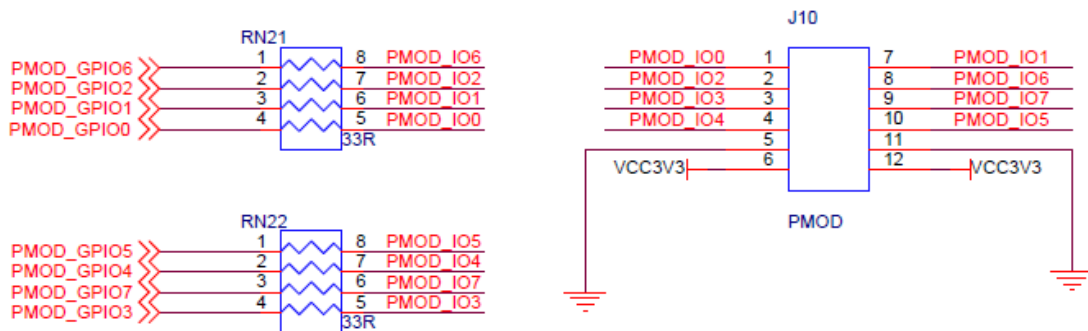 RN21
PMOD_GPIO6 1 8 PMOD_IO6
PMOD_GPIO2 2 7 PMOD_IO2
PMOD_GPIO1 3 6 PMOD_IO1
PMOD_GPIO0 4 5 PMOD_IO0
33R
RN22
PMOD_GPIO5 1 8 PMOD_IO5
PMOD_GPIO4 2 7 PMOD_IO4
PMOD_GPIO7 3 6 PMOD_IO7
PMOD_GPIO3 4 5 PMOD_IO3
33R
J10
PMOD_IO0 1 7 PMOD_IO1
PMOD_IO2 2 8 PMOD_IO6
PMOD_IO3 3 9 PMOD_IO7
PMOD_IO4 4 10 PMOD_IO5
5 11
VCC3V3 6 12 VCC3V3
PMOD